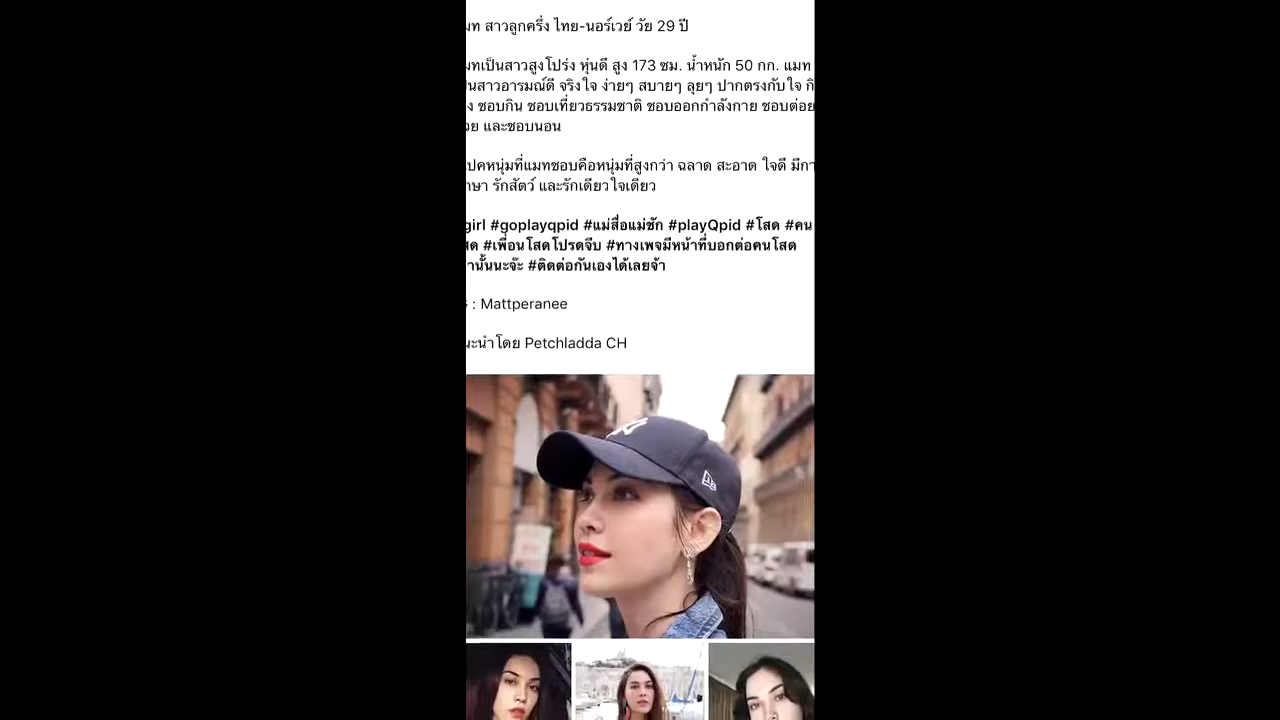 มท สาวลูกครึ่ง ไทย-นอร์เวย์ วัย 29 ปี
มทเป็นสาวสูงโปร่ง หุ่นดี สูง 173 ซม. น้ำหนัก 50 กก. แมท
นสาวอารมณ์ดี จริงใจ ง่ายๆ สบายๆ ลุยๆ ปากตรงกับใจ กิ
ง ชอบกิน ชอบเที่ยวธรรมชาติ ชอบออกกำลังกาย ชอบต่อย
วย และชอบนอน
ปคหนุ่มที่แมทชอบคือหนุ่มที่สูงกว่า ฉลาด สะอาด ใจดี มีกา
าษา รักสัตว์ และรักเดียวใจเดียว
girl #goplayqpid #แม่สื่อแม่ชัก #playQpid #โสด #คน
สด #เพื่อนโสดโปรดจีบ #ทางเพจมีหน้าที่บอกต่อคนโสด
านั้นนะจ๊ะ #ติดต่อกันเองได้เลยจ้า
: Mattperanee
นะนำโดย Petchladda CH